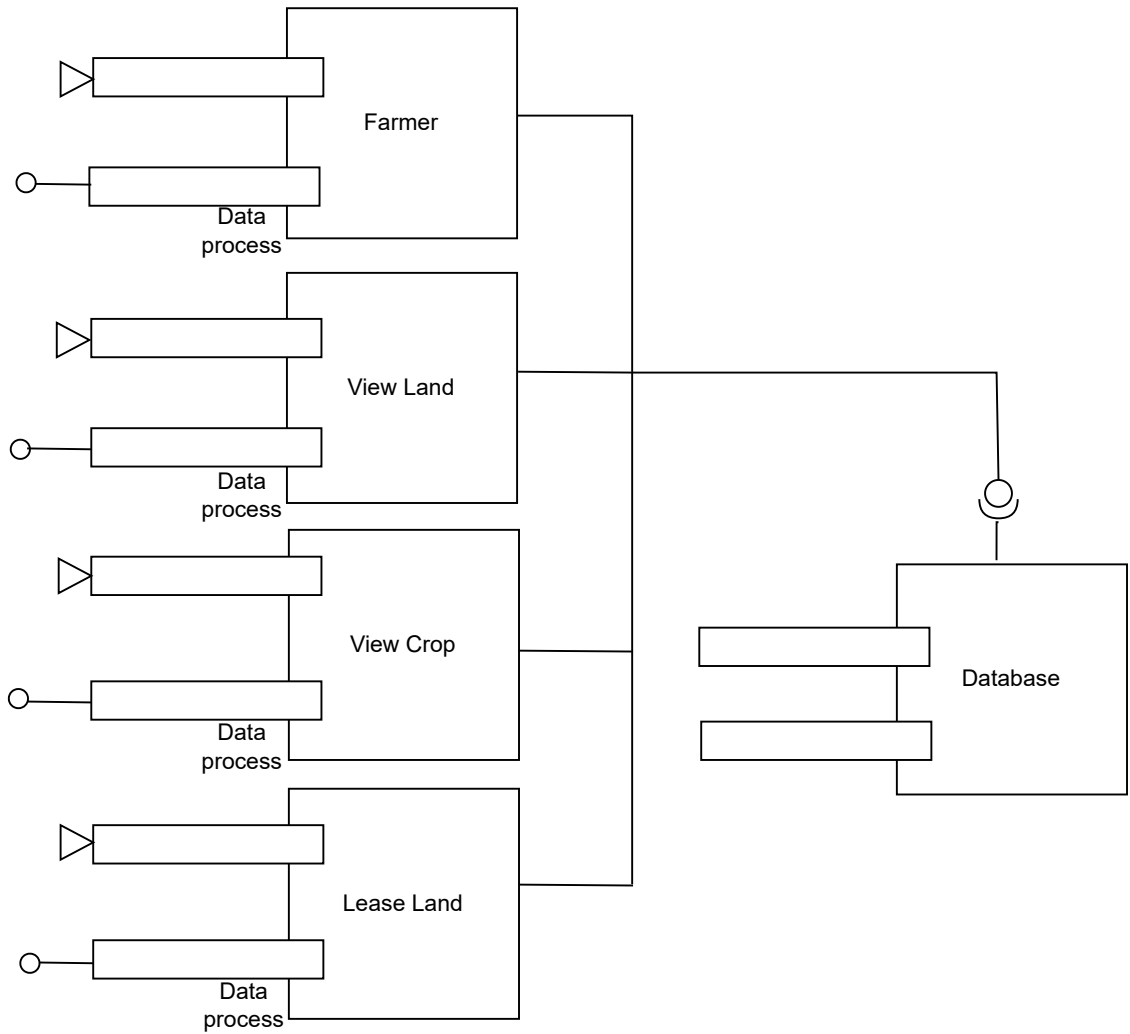 Farmer
Data
process
View Land
Data
process
View Crop
Data
process
Database
Lease Land
Data
process